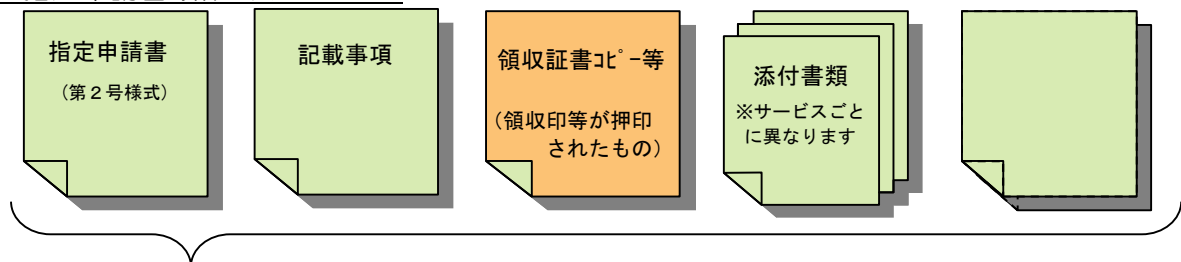 指定申請書
(第2号様式)
記載事項
領収証書ｺﾋﾟｰ等
(領収印等が押印
されたもの)
添付書類
※サービスごと
に異なります